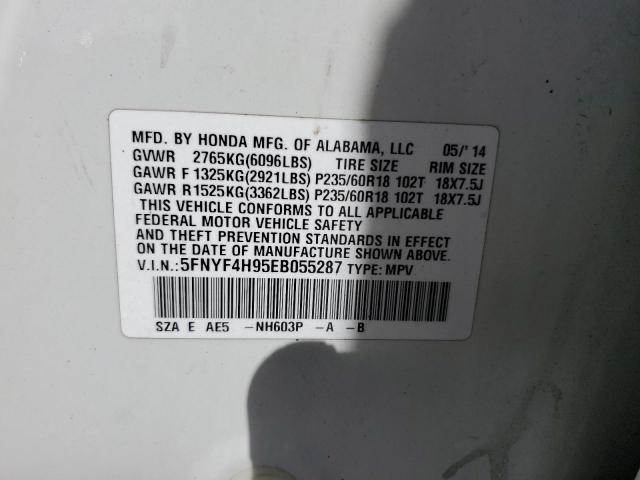 MFD. BY HONDA MFG. OF ALABAMA, LLC 05/'14
GVWR 2765KG(6096LBS) TIRE SIZE RIM SIZE
GAWR F 1325KG(2921LBS) P235/60R18 102T 18X7.5J
GAWR R 1525KG(3362LBS) P235/60R18 102T 18X7.5J
THIS VEHICLE CONFORMS TO ALL APPLICABLE
FEDERAL MOTOR VEHICLE SAFETY
AND THEFT PREVENTION STANDARDS IN EFFECT
ON THE DATE OF MANUFACTURE SHOWN ABOVE.
V.I.N.:5FNYF4H95EB055287 TYPE: MPV
SZA E AE5 -NH603P -A -B